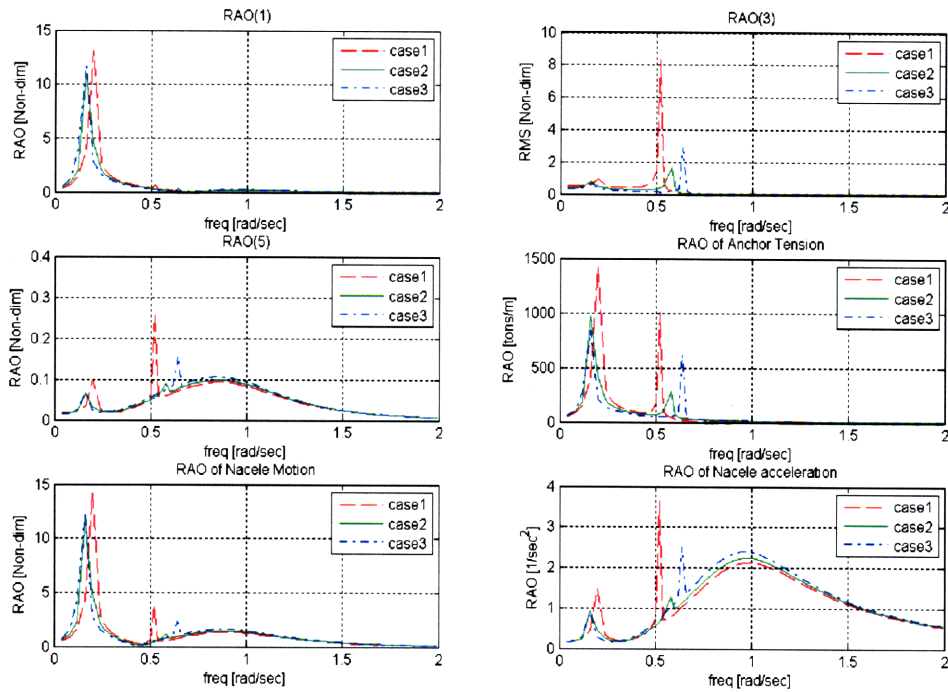 RAO(1)
15
10
5
0
RAO [Non-dim]
case1
case2
case3
0 0.5 1 1.5 2
freq [rad/sec]
RAO(3)
10
8
6
4
2
0
RMS [Non-dim]
case1
case2
case3
0 0.5 1 1.5 2
freq [rad/sec]
RAO(5)
0.4
0.3
0.2
0.1
0
RAO [Non-dim]
case1
case2
case3
0 0.5 1 1.5 2
freq [rad/sec]
RAO of Anchor Tension
1500
1000
500
0
RAO [tons/m]
case1
case2
case3
0 0.5 1 1.5 2
freq [rad/sec]
RAO of Nacele Motion
15
10
5
0
RAO [Non-dim]
case1
case2
case3
0 0.5 1 1.5 2
freq [rad/sec]
RAO of Nacele acceleration
4
3
2
1
0
RAO [1/sec²]
case1
case2
case3
0 0.5 1 1.5 2
freq [rad/sec]